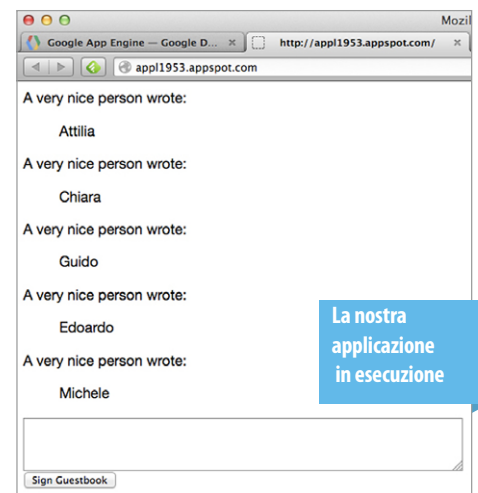 Mozil
Google App Engine — Google D... ×
http://appl1953.appspot.com/ ×
appl1953.appspot.com
A very nice person wrote:
Attilia
A very nice person wrote:
Chiara
A very nice person wrote:
Guido
A very nice person wrote:
Edoardo
A very nice person wrote:
Michele
La nostra
applicazione
in esecuzione
Sign Guestbook